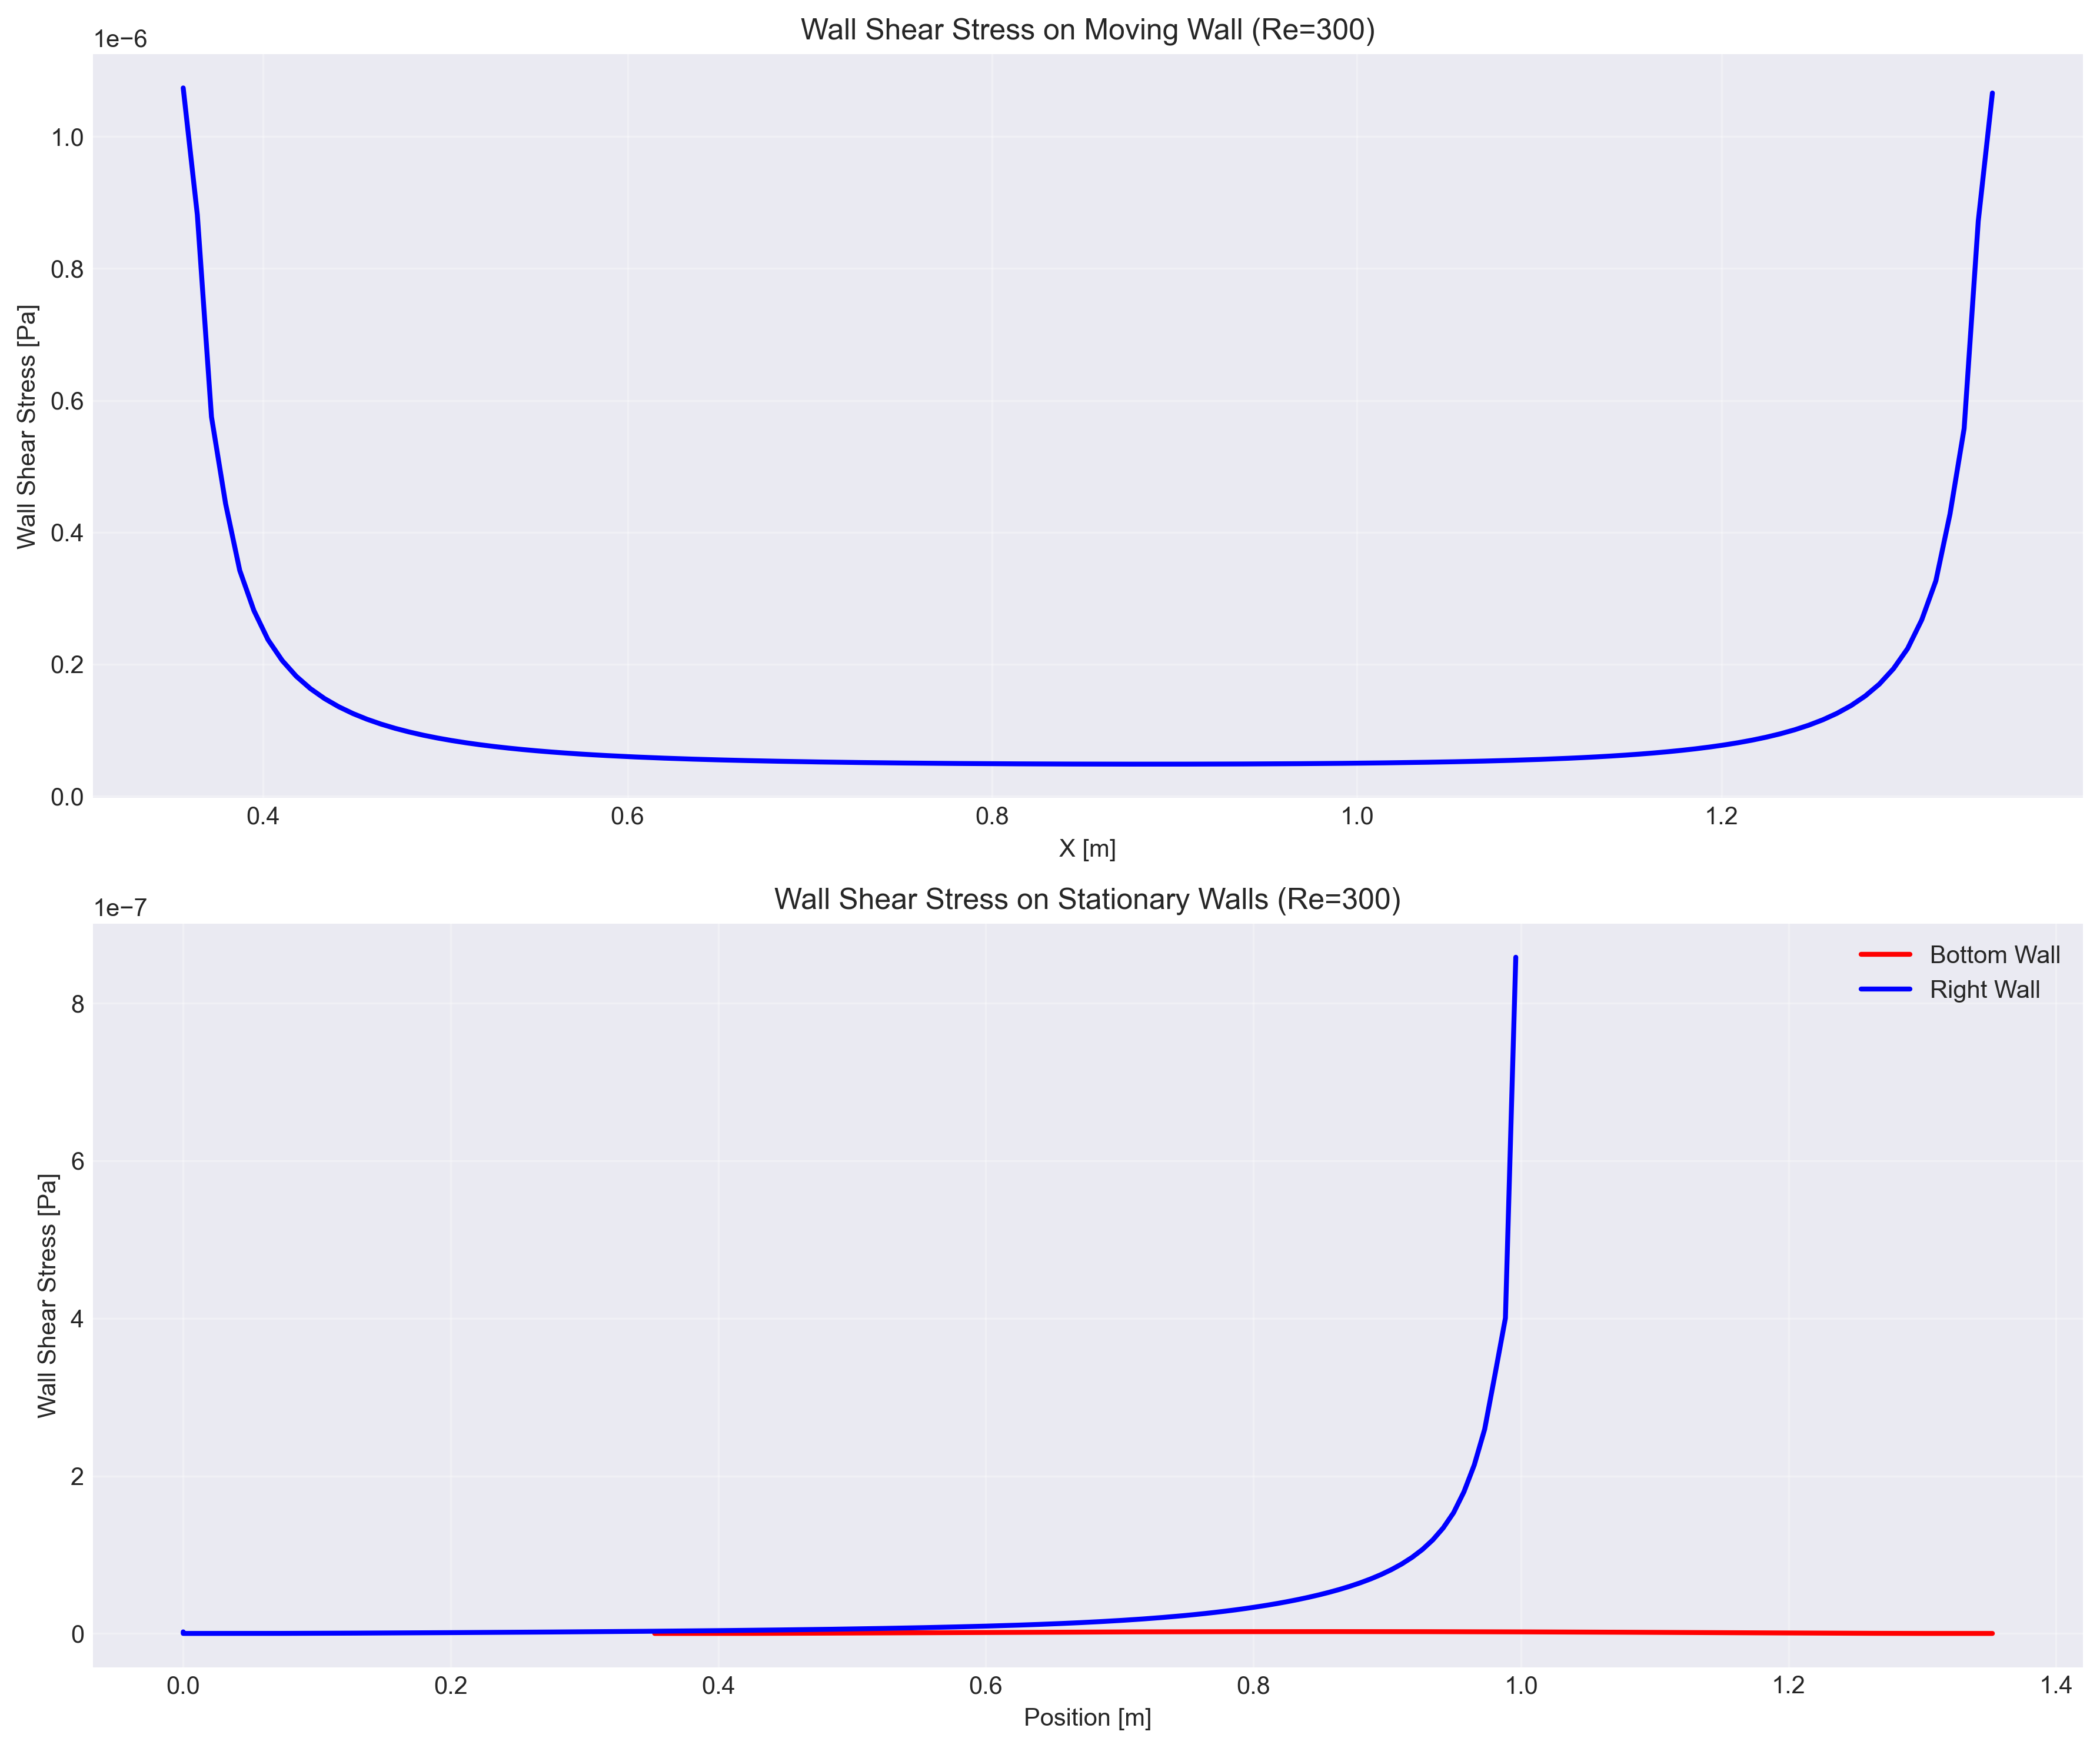 Wall Shear Stress on Moving Wall (Re=300)
1e−6
1.0
0.8
0.6
0.4
0.2
0.0
Wall Shear Stress [Pa]
0.4 0.6 0.8 1.0 1.2
X [m]
Wall Shear Stress on Stationary Walls (Re=300)
1e−7
Bottom Wall
Right Wall
8
6
4
2
0
Wall Shear Stress [Pa]
0.0 0.2 0.4 0.6 0.8 1.0 1.2 1.4
Position [m]